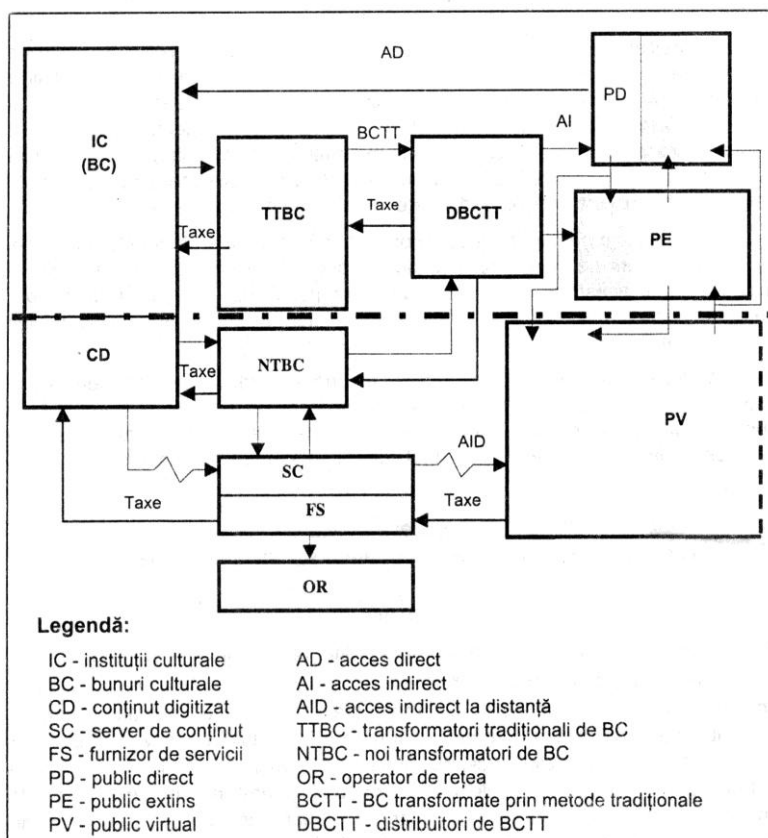 AD
PD
IC
(BC)
BCTT
AI
TTBC
Taxe
DBCTT
Taxe
PE
CD
NTBC
Taxe
PV
SC
AID
Taxe
FS
Taxe
OR
Legendă:
IC - instituții culturale
BC - bunuri culturale
CD - conținut digitizat
SC - server de conținut
FS - furnizor de servicii
PD - public direct
PE - public extins
PV - public virtual
AD - acces direct
AI - acces indirect
AID - acces indirect la distanță
TTBC - transformatori tradiționali de BC
NTBC - noi transformatori de BC
OR - operator de rețea
BCTT - BC transformate prin metode tradiționale
DBCTT - distribuitori de BCTT